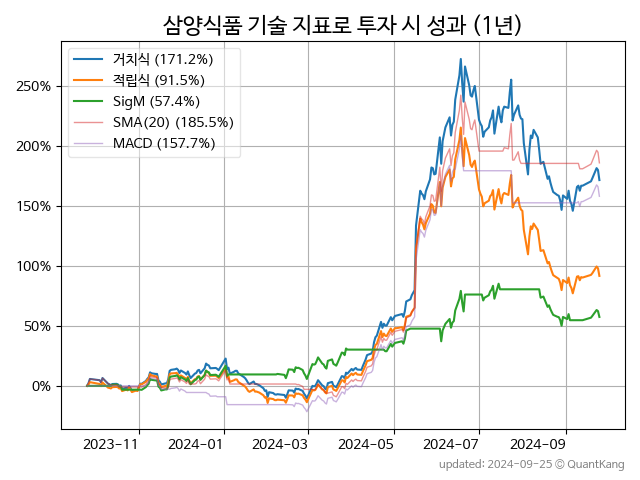 삼양식품 기술 지표로 투자 시 성과 (1년)
거치식 (171.2%)
적립식 (91.5%)
SigM (57.4%)
SMA(20) (185.5%)
MACD (157.7%)
250%
200%
150%
100%
50%
0%
2023-11 2024-01 2024-03 2024-05 2024-07 2024-09
updated: 2024-09-25 © QuantKang